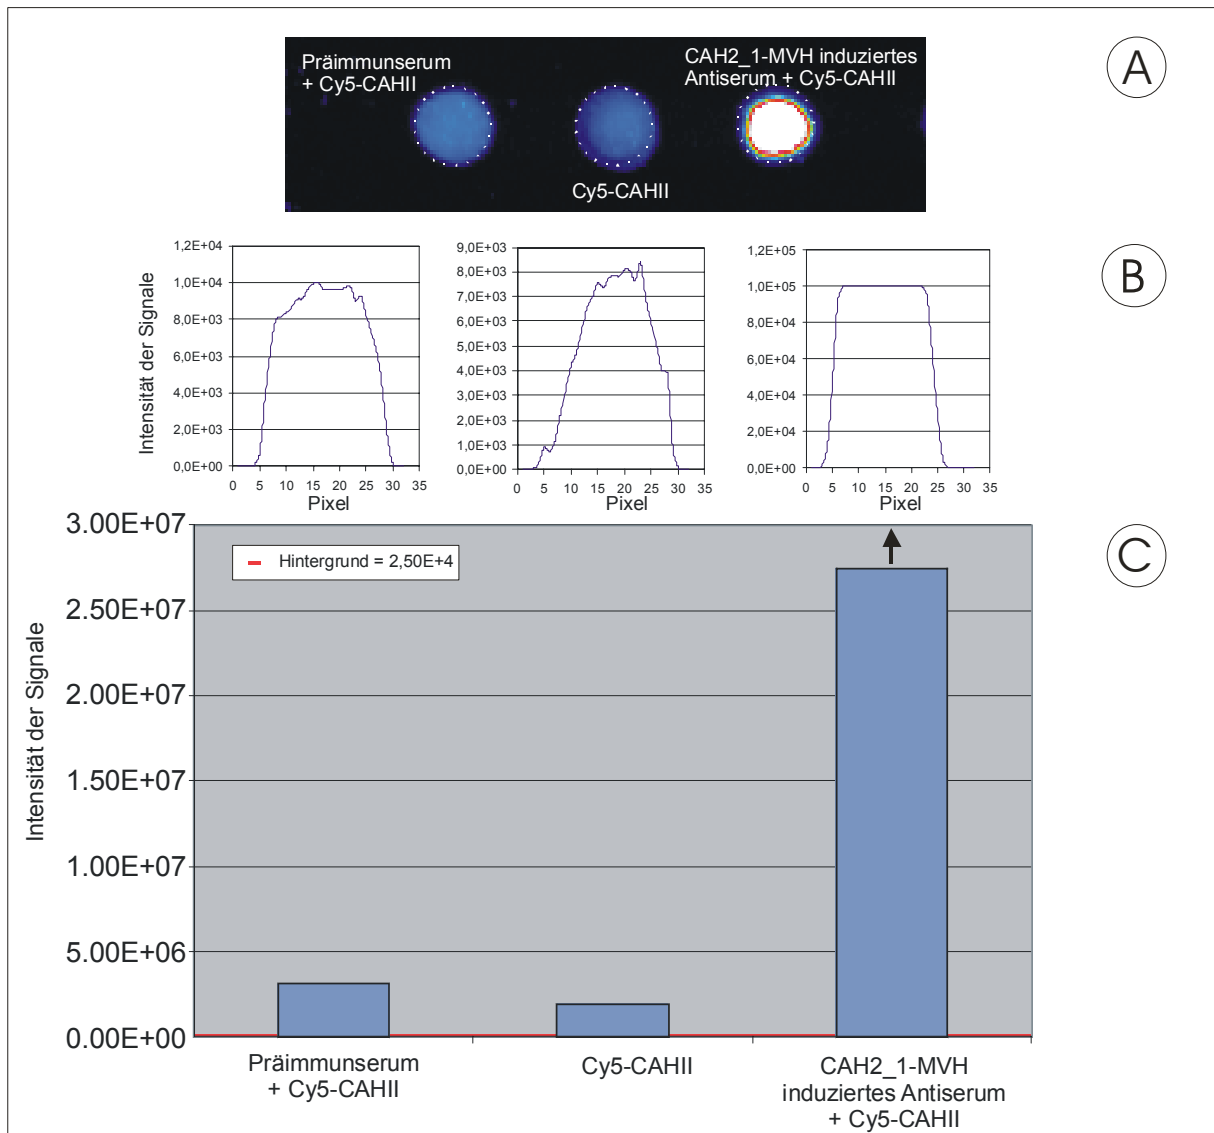 Präimmunserum
+ Cy5-CAHII
CAH2_1-MVH induziertes
Antiserum + Cy5-CAHII
Cy5-CAHII
A
Intensität der Signale
1,2E+04
1,0E+04
8,0E+03
6,0E+03
4,0E+03
2,0E+03
0,0E+00
0 5 10 15 20 25 30 35
Pixel
9,0E+03
8,0E+03
7,0E+03
6,0E+03
5,0E+03
4,0E+03
3,0E+03
2,0E+03
1,0E+03
0,0E+00
0 5 10 15 20 25 30 35
Pixel
1,2E+05
1,0E+05
8,0E+04
6,0E+04
4,0E+04
2,0E+04
0,0E+00
0 5 10 15 20 25 30 35
Pixel
B
Intensität der Signale
3.00E+07
2.50E+07
2.00E+07
1.50E+07
1.00E+07
5.00E+06
0.00E+00
Hintergrund = 2,50E+4
C
Präimmunserum
+ Cy5-CAHII
Cy5-CAHII
CAH2_1-MVH
induziertes Antiserum
+ Cy5-CAHII